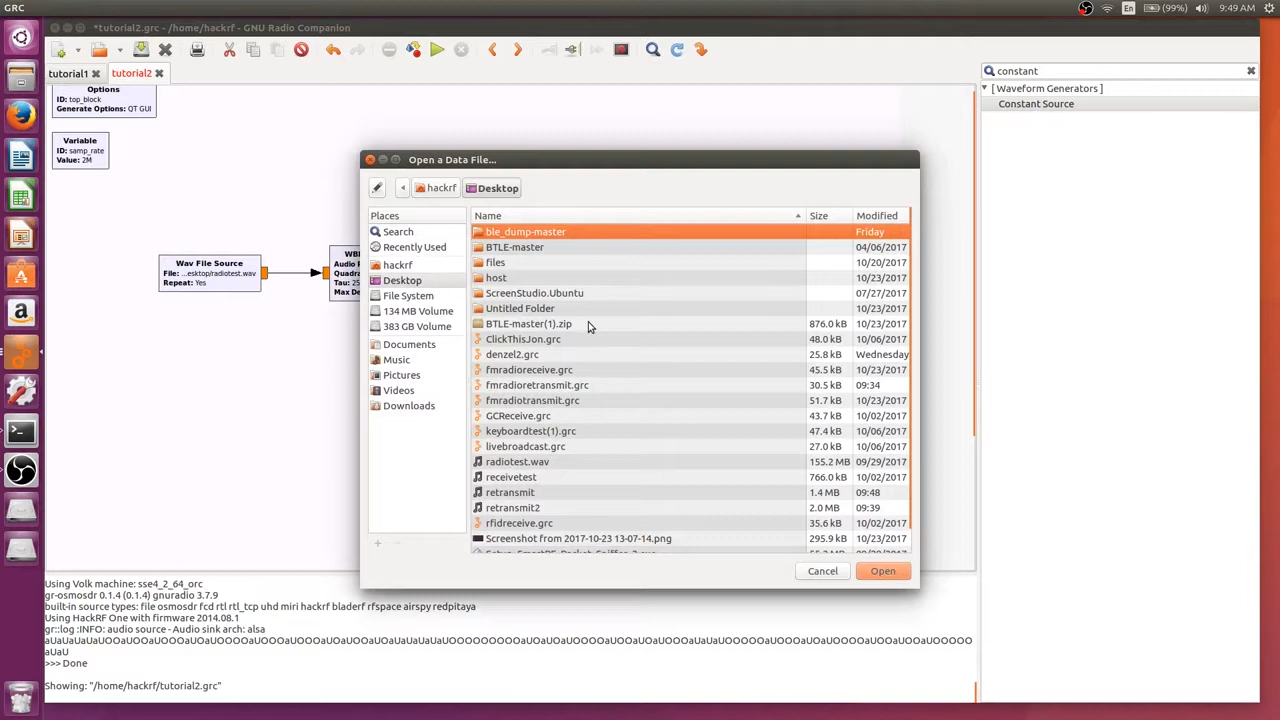 GRC
En
(99%)
9:49 AM
*tutorial2.grc - /home/hackrf - GNU Radio Companion
tutorial1
tutorial2
constant
[ Waveform Generators ]
Constant Source
Options
ID: top_block
Generate Options: QT GUI
Variable
ID: samp_rate
Value: 2M
Wav File Source
File: ...esktop/radiotest.wav
Repeat: Yes
Audio
Quadra
Tau: 25
Max De
Open a Data File...
hackrf
Desktop
Places
Search
Recently Used
hackrf
Desktop
File System
134 MB Volume
383 GB Volume
Documents
Music
Pictures
Videos
Downloads
Name Size Modified
ble_dump-master Friday
BTLE-master 04/06/2017
files 10/20/2017
host 10/23/2017
ScreenStudio.Ubuntu 07/27/2017
Untitled Folder 10/23/2017
BTLE-master(1).zip 876.0 kB 10/23/2017
ClickThisJon.grc 48.0 kB 10/06/2017
denzel2.grc 25.8 kB Wednesday
fmradioreceive.grc 45.5 kB 10/23/2017
fmradioretransmit.grc 30.5 kB 09:34
fmradiotransmit.grc 51.7 kB 10/23/2017
GCReceive.grc 43.7 kB 10/02/2017
keyboardtest(1).grc 47.4 kB 10/06/2017
livebroadcast.grc 27.0 kB 10/06/2017
radiotest.wav 155.2 MB 09/29/2017
receivetest 766.0 kB 10/02/2017
retransmit 1.4 MB 09:48
retransmit2 2.0 MB 09:39
rfidreceive.grc 35.6 kB 10/02/2017
Screenshot from 2017-10-23 13-07-14.png 295.9 kB 10/23/2017
Cancel
Open
Using Volk machine: sse4_2_64_orc
gr-osmosdr 0.1.4 (0.1.4) gnuradio 3.7.9
built-in source types: file osmosdr fcd rtl rtl_tcp uhd miri hackrf bladerf rfspace airspy redpitaya
Using HackRF One with firmware 2014.08.1
gr::log :INFO: audio source - Audio sink arch: alsa
aUaU
>>> Done
Showing: "/home/hackrf/tutorial2.grc"